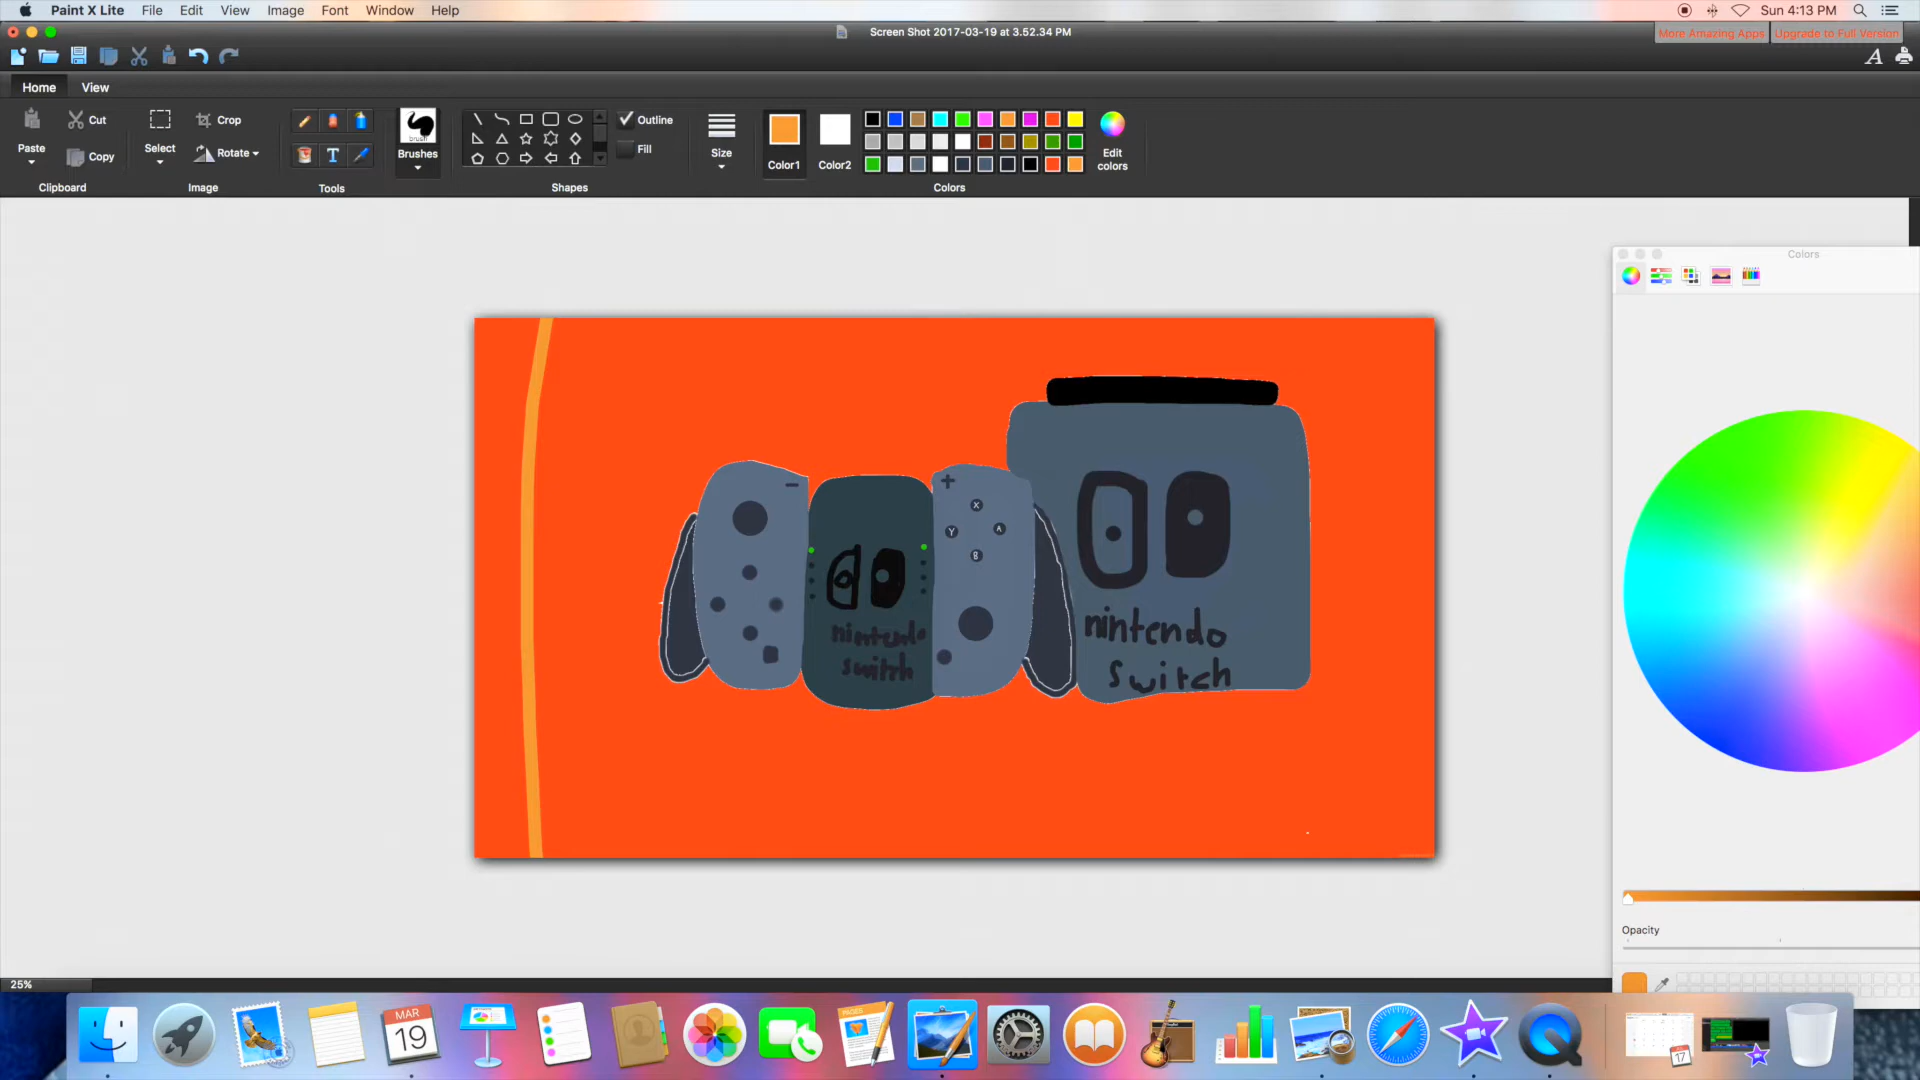 Paint X Lite File Edit View Image Font Window Help Sun 4:13 PM
Screen Shot 2017-03-19 at 3.52.34 PM
More Amazing Apps Upgrade to Full Version
A
Home View
Paste Cut Copy
Clipboard
Select Crop Rotate
Image
T
Tools
brush
Brushes
Outline
Fill
Shapes
Size
Color1 Color2
Colors
Edit colors
Colors
Opacity
- +
X
Y A
B
nintendo
switch
nintendo
switch
25%
MAR
19
PAGES
17